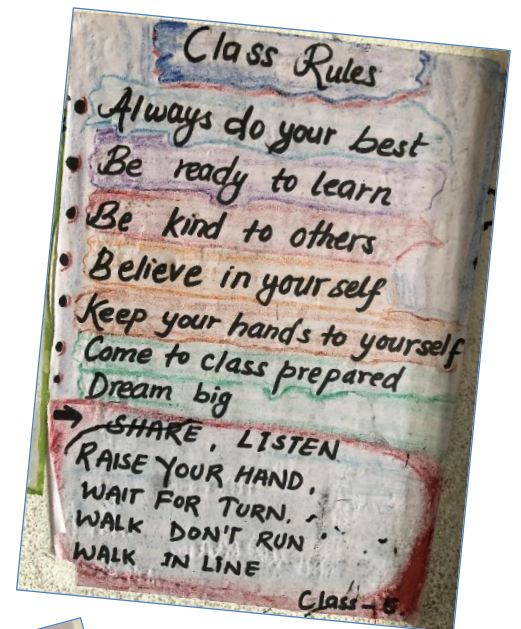 Class Rules
• Always do your best
• Be ready to learn
• Be kind to others
• Believe in yourself
• Keep your hands to yourself
• Come to class prepared
• Dream big
→ SHARE, LISTEN
RAISE YOUR HAND,
WAIT FOR TURN.
WALK DON'T RUN
WALK IN LINE
Class - 5.